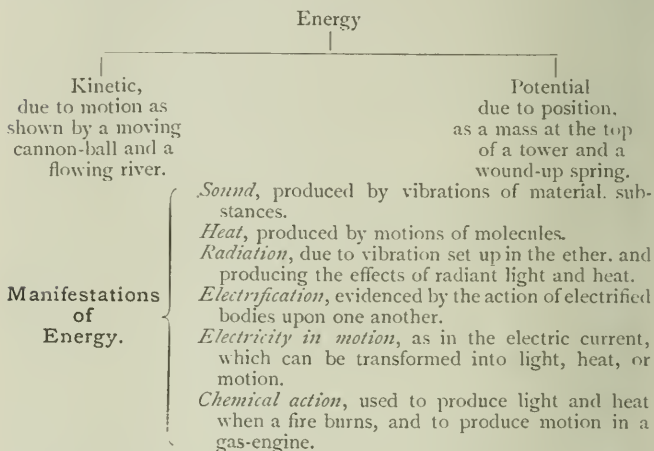 Energy
Kinetic,
due to motion as
shown by a moving
cannon-ball and a
flowing river.
Potential
due to position.
as a mass at the top
of a tower and a
wound-up spring.
Manifestations
of
Energy.
Sound, produced by vibrations of material. sub-
stances.
Heat, produced by motions of molecules.
Radiation, due to vibration set up in the ether. and
producing the effects of radiant light and heat.
Electrification, evidenced by the action of electrified
bodies upon one another.
Electricity in motion, as in the electric current,
which can be transformed into light, heat, or
motion.
Chemical action, used to produce light and heat
when a fire burns, and to produce motion in a
gas-engine.